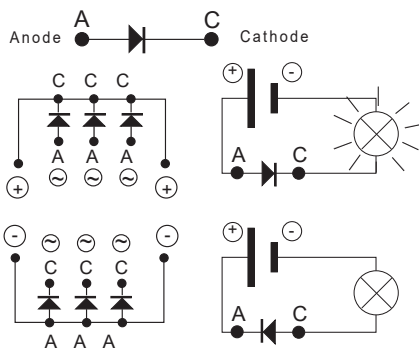 Anode A C Cathode
C C C
A A A
~ ~ ~
+ +
+ -
A C
- ~ ~ ~ -
C C C
A A A
+ -
A C